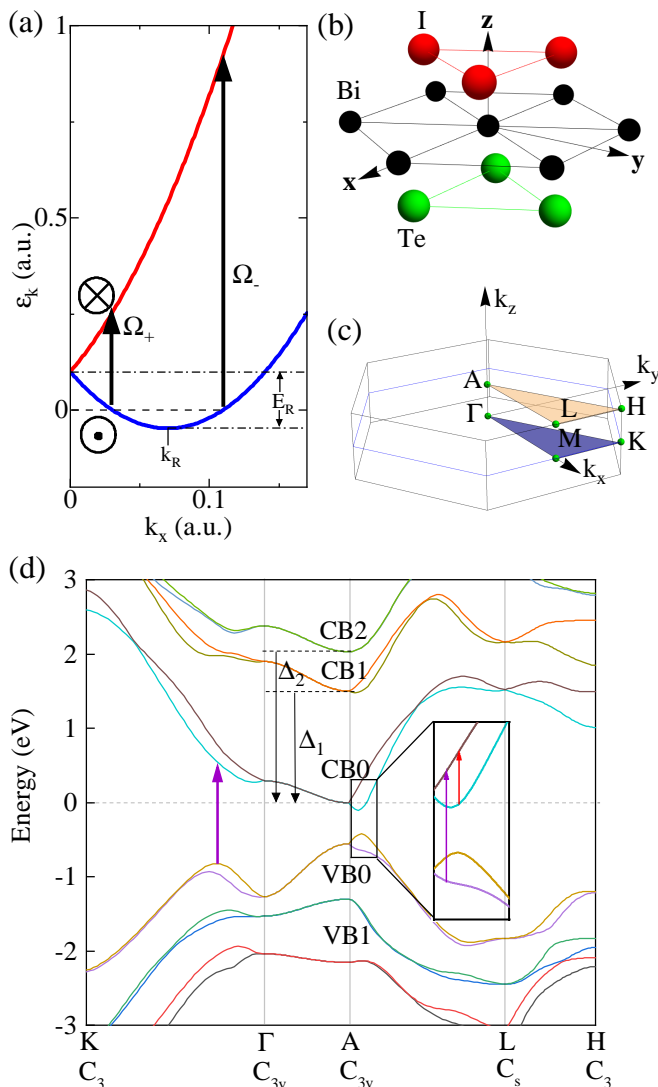 (a)
1
0.5
0
ε_k (a.u.)
Ω_+
Ω_-
E_R
k_R
0
0.1
k_x (a.u.)
(b)
I
z
Bi
x
y
Te
(c)
k_z
k_y
A
L
H
Γ
M
K
k_x
(d)
3
2
1
0
-1
-2
-3
Energy (eV)
CB2
CB1
Δ_2
Δ_1
CB0
VB0
VB1
K
Γ
A
L
H
C_3
C_3v
C_3v
C_s
C_3